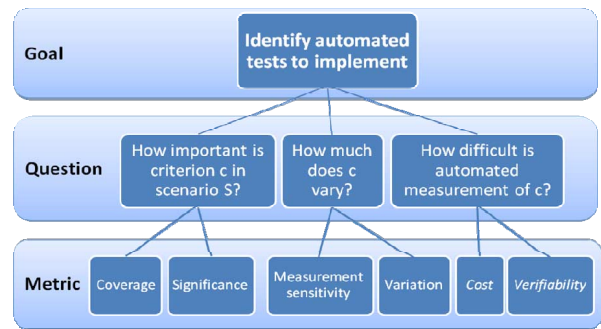 Goal
Identify automated
tests to implement
Question
How important is
criterion c in
scenario S?
How much
does c
vary?
How difficult is
automated
measurement of c?
Metric
Coverage
Significance
Measurement
sensitivity
Variation
Cost
Verifiability